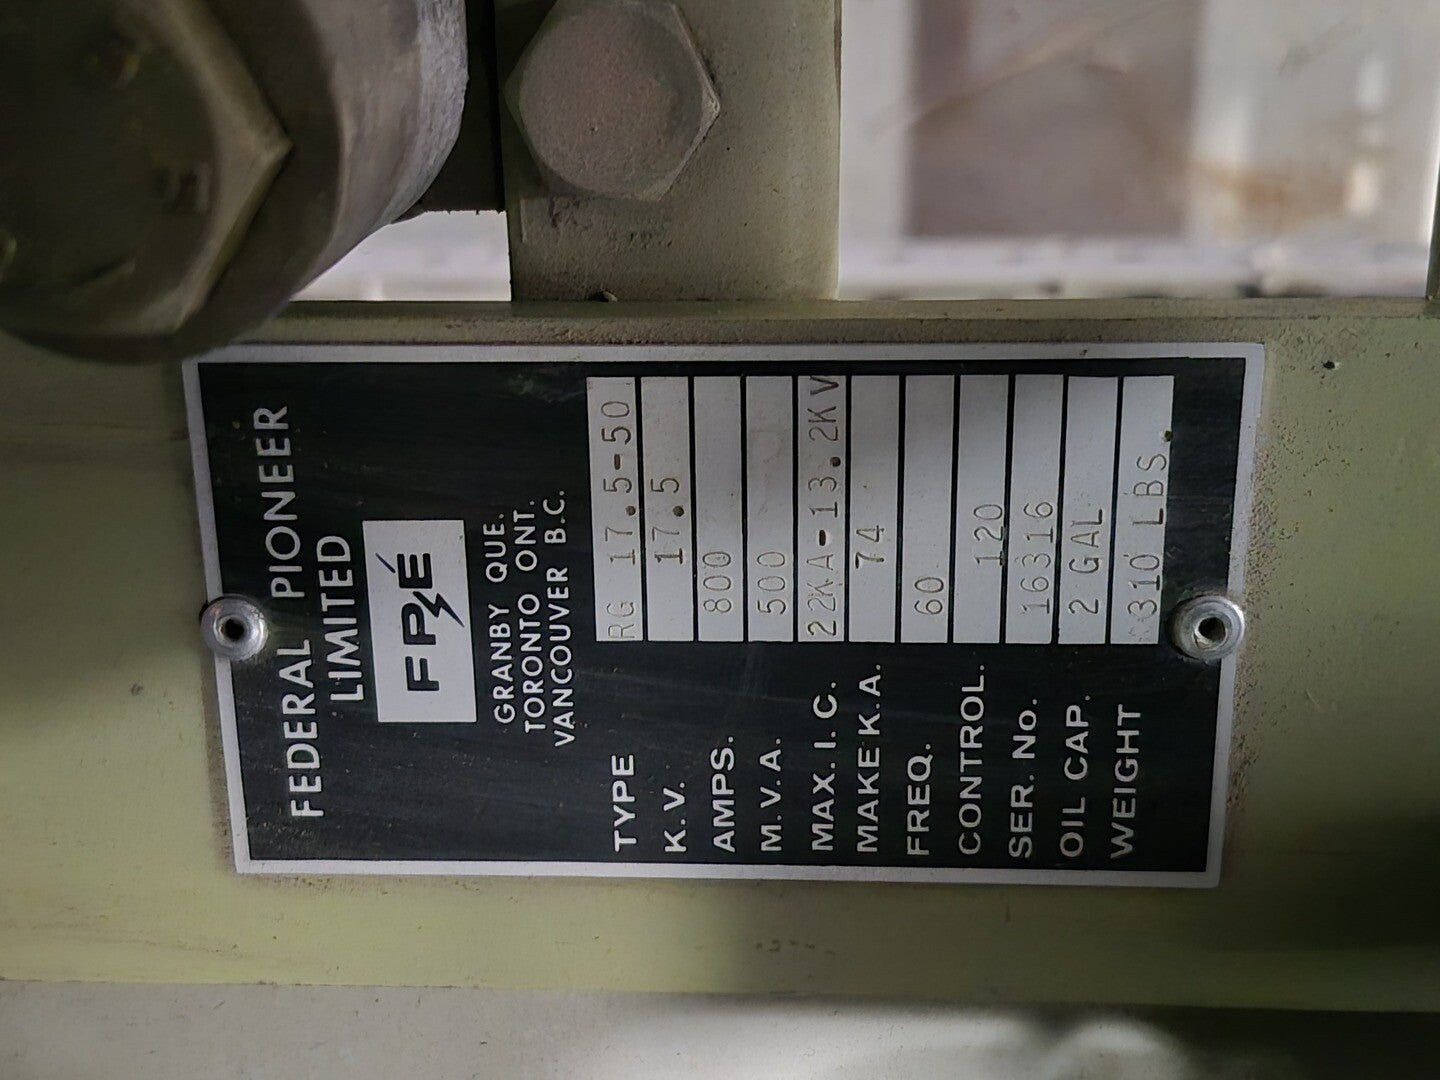 FEDERAL PIONEER
LIMITED
FPE
GRANBY QUE.
TORONTO ONT.
VANCOUVER B.C.
TYPE RG 17.5-50
K.V. 17.5
AMPS. 800
M.V.A. 500
MAX. I. C. 22KA-13.2KV
MAKE K.A. 74
FREQ. 60
CONTROL. 120
SER. No. 16316
OIL CAP. 2 GAL
WEIGHT 310 LBS.